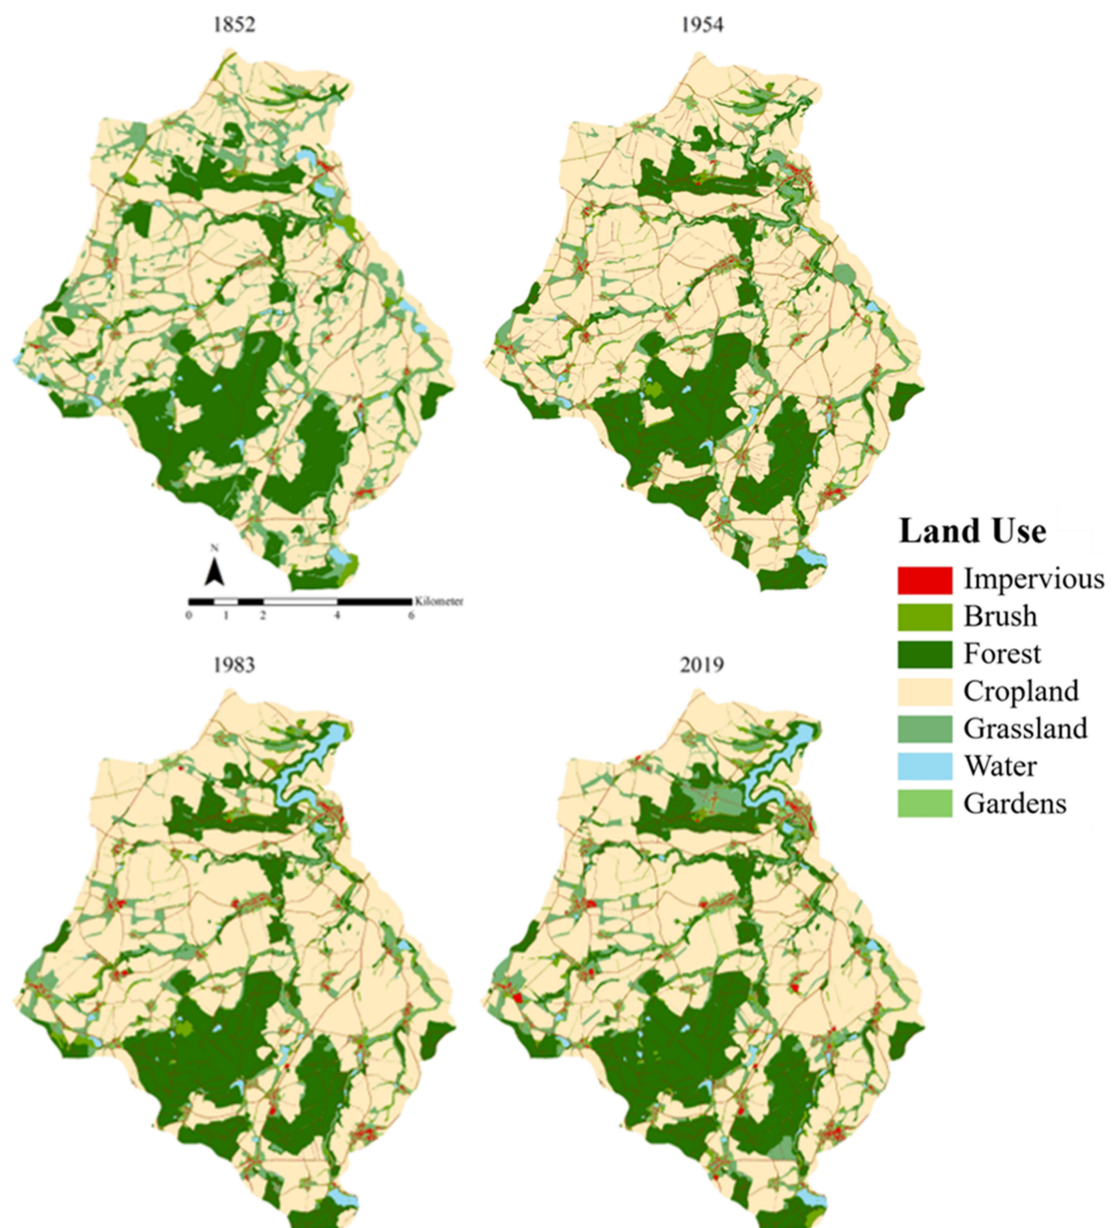 1852
1954
N
Kilometer
0 1 2 4 6
Land Use
Impervious
Brush
Forest
Cropland
Grassland
Water
Gardens
1983
2019